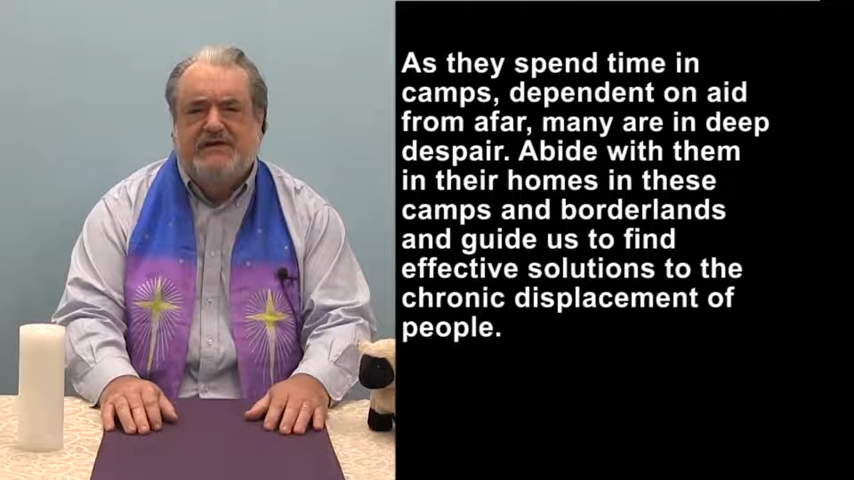 As they spend time in
camps, dependent on aid
from afar, many are in deep
despair. Abide with them
in their homes in these
camps and borderlands
and guide us to find
effective solutions to the
chronic displacement of
people.